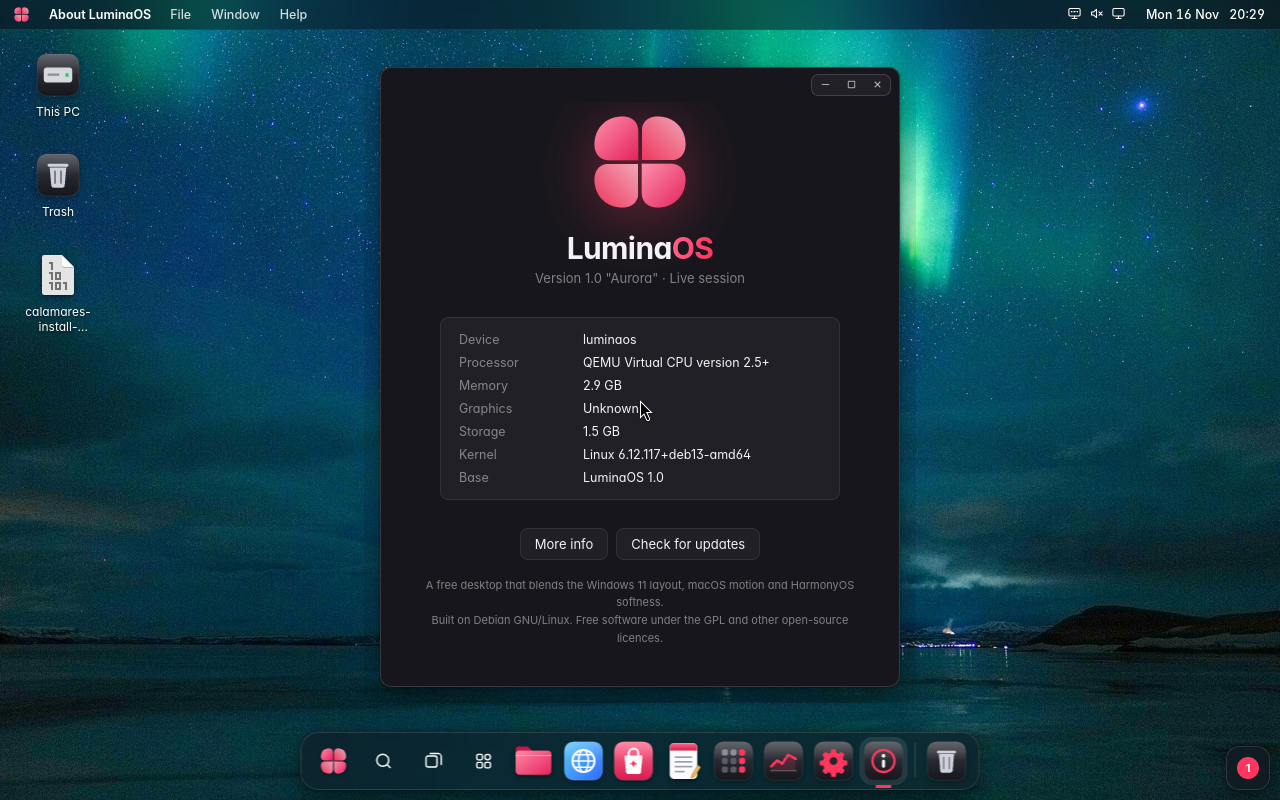 About LuminaOS File Window Help
Mon 16 Nov 20:29
This PC
Trash
1
10
101
calamares-
install-...
LuminaOS
Version 1.0 "Aurora" · Live session
Device luminaos
Processor QEMU Virtual CPU version 2.5+
Memory 2.9 GB
Graphics Unknown
Storage 1.5 GB
Kernel Linux 6.12.117+deb13-amd64
Base LuminaOS 1.0
More info Check for updates
A free desktop that blends the Windows 11 layout, macOS motion and HarmonyOS
softness.
Built on Debian GNU/Linux. Free software under the GPL and other open-source
licences.
1